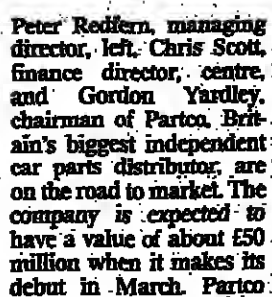 Peter Redfern, managing
director, left, Chris Scott,
finance director, centre,
and Gordon Yardley,
chairman of Partco, Brit-
ain's biggest independent
car parts distributor, are
on the road to market. The
company is expected to
have a value of about £50
million when it makes its
debut in March. Partco